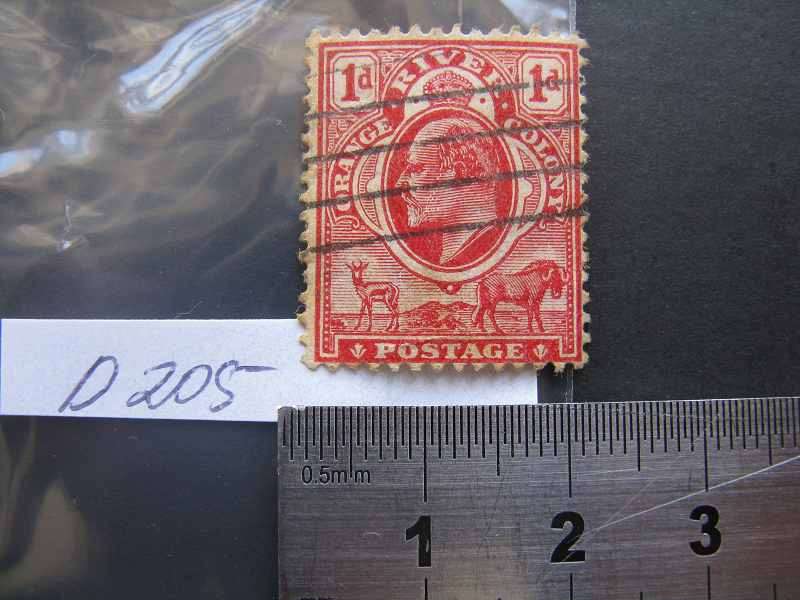 1d 1d
ORANGE RIVER COLONY
POSTAGE
D 205
0.5mm
1 2 3